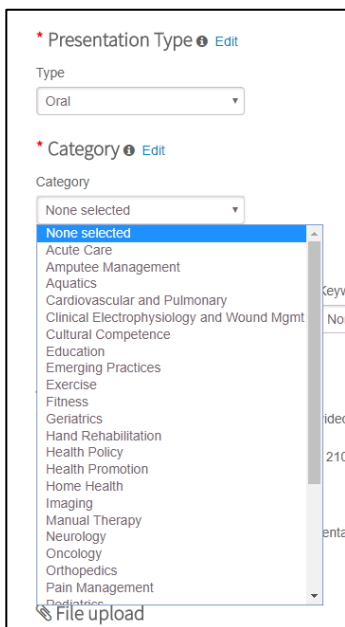 * Presentation Type Edit
Type
Oral
* Category Edit
Category
None selected
None selected
Acute Care
Amputee Management
Aquatics
Cardiovascular and Pulmonary
Clinical Electrophysiology and Wound Mgmt
Cultural Competence
Education
Emerging Practices
Exercise
Fitness
Geriatrics
Hand Rehabilitation
Health Policy
Health Promotion
Home Health
Imaging
Manual Therapy
Neurology
Oncology
Orthopedics
Pain Management
Pediatrics
210
File upload